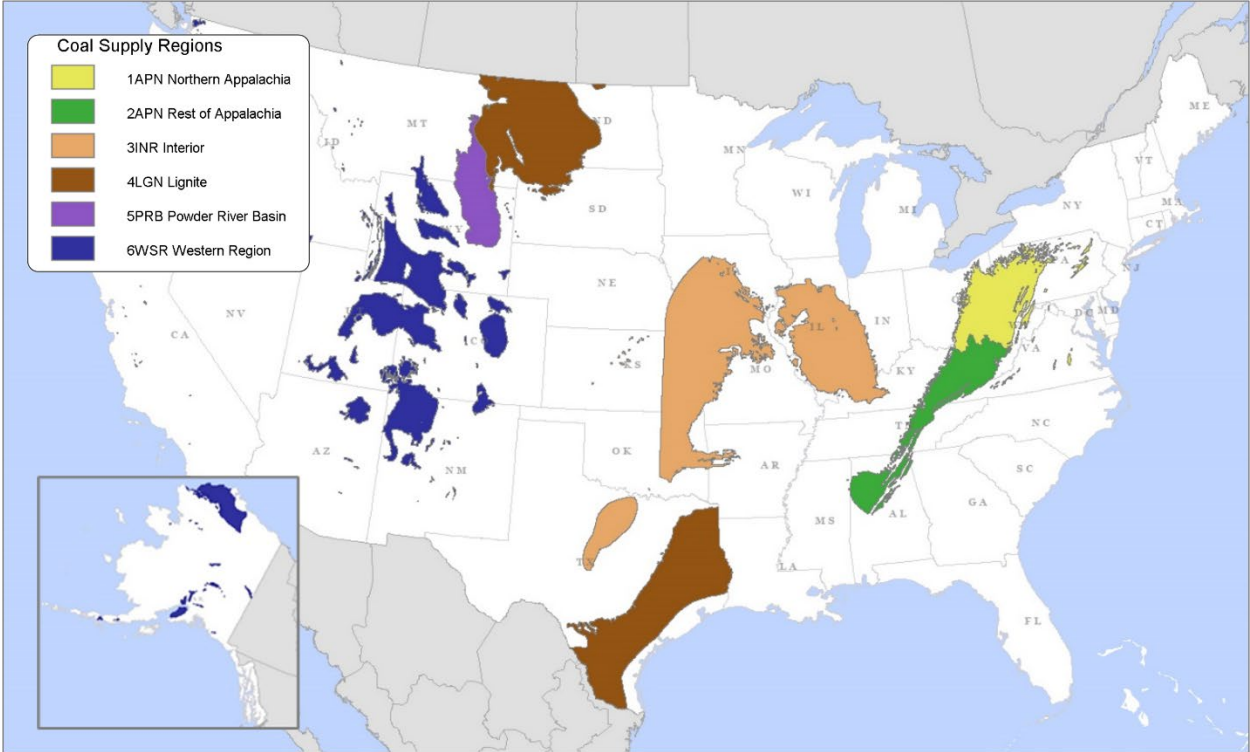 Coal Supply Regions
1APN Northern Appalachia
2APN Rest of Appalachia
3INR Interior
4LGN Lignite
5PRB Powder River Basin
6WSR Western Region
ME
MT
ND
ID
MN
VT
WI
NY
MI
MA
SD
CT
NJ
NE
IL
IN
NV
DC
MD
CA
KS
MO
KY
VA
NC
AZ
NM
OK
AR
SC
MS
AL
GA
LA
FL